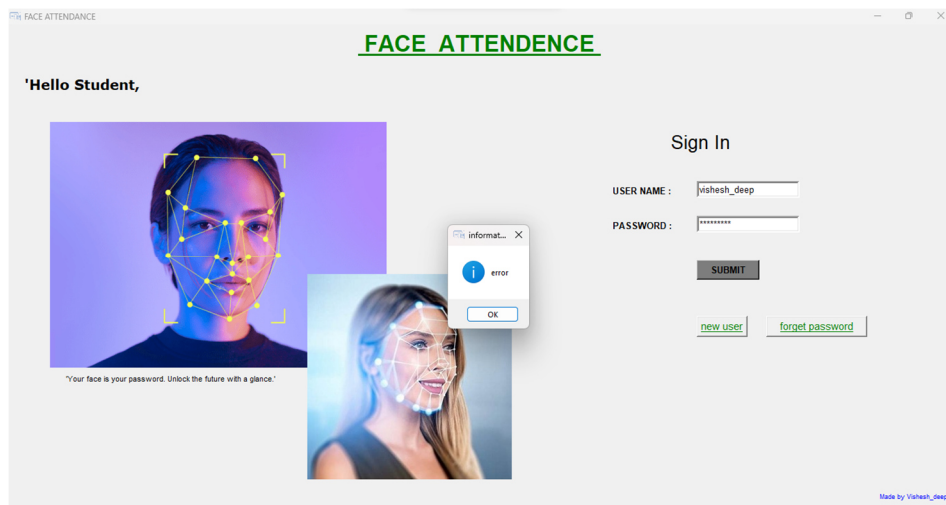 FACE ATTENDANCE
FACE ATTENDENCE
'Hello Student,
Sign In
USER NAME : vishesh_deep
PASSWORD : *********
informat...
error
OK
SUBMIT
new user forget password
'Your face is your password. Unlock the future with a glance.'
Made by Vishesh_deep